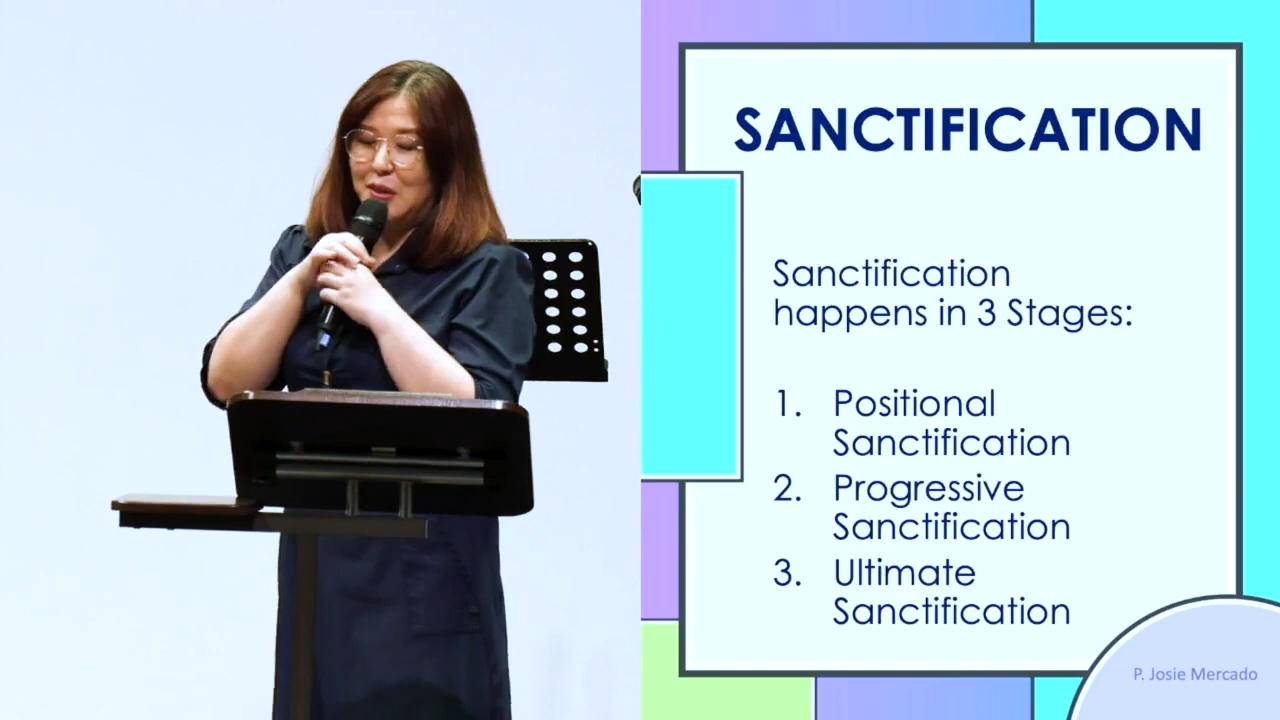 SANCTIFICATION
Sanctification
happens in 3 Stages:
1. Positional
Sanctification
2. Progressive
Sanctification
3. Ultimate
Sanctification
P. Josie Mercado